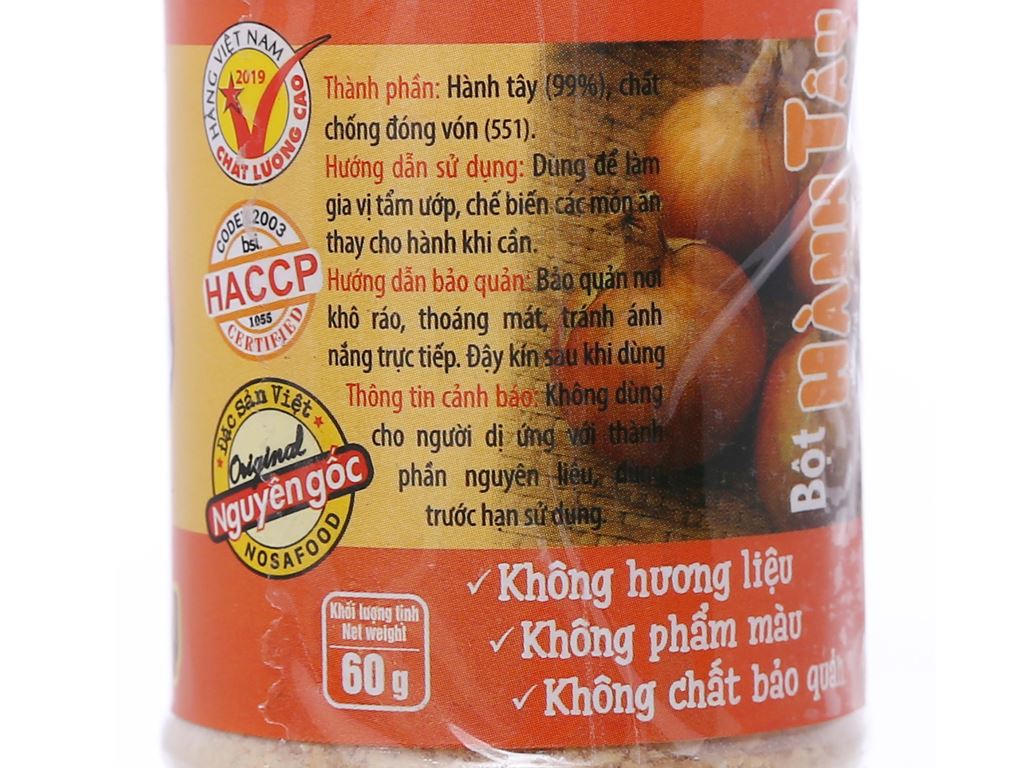 HÀNG VIỆT NAM
2019
CHẤT LƯỢNG CAO
Thành phần: Hành tây (99%), chất
chống đóng vón (551).
Hướng dẫn sử dụng: Dùng để làm
gia vị tẩm ướp, chế biến các món ăn
thay cho hành khi cần.
Hướng dẫn bảo quản: Bảo quản nơi
khô ráo, thoáng mát, tránh ánh
nắng trực tiếp. Đậy kín sau khi dùng
Thông tin cảnh báo: Không dùng
cho người dị ứng với thành
phần nguyên liệu, dùng
trước hạn sử dụng.
CODEX 2003
bsi.
HACCP
1055
CERTIFIED
Đặc Sản Việt
Original
Nguyên gốc
NOSAFOOD
Bột HÀNH TÂY
Khối lượng tịnh
Net weight
60 g
✓Không hương liệu
✓Không phẩm màu
✓Không chất bảo quản